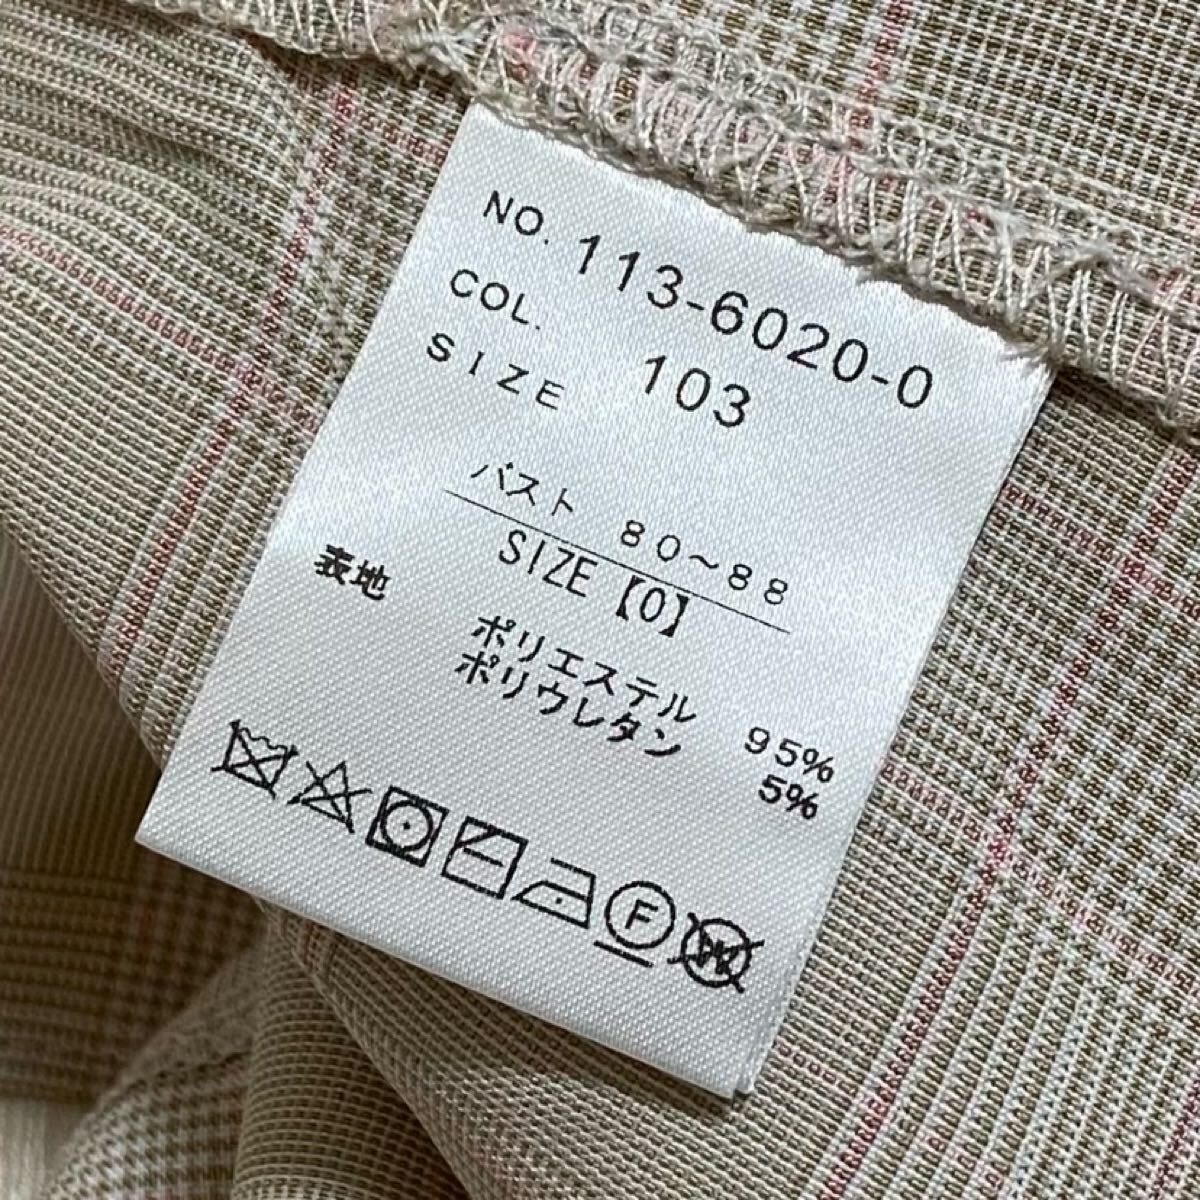 NO. 113-6020-0
COL. 103
SIZE
バスト 80~88
SIZE【0】
表地
ポリエステル 95%
ポリウレタン 5%
F
W